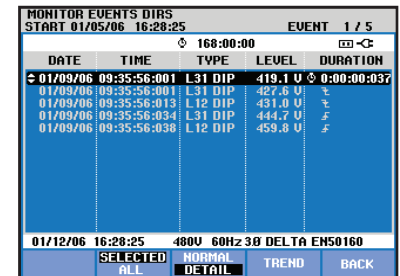 MONITOR EVENTS DIRS
START 01/05/06 16:28:25 EVENT 1 / 5
168:00:00
DATE TIME TYPE LEVEL DURATION
01/09/06 09:35:56:001 L31 DIP 419.1 V 0:00:00:037
01/09/06 09:35:56:001 L31 DIP 427.6 V
01/09/06 09:35:56:013 L12 DIP 431.0 V
01/09/06 09:35:56:034 L31 DIP 444.7 V
01/09/06 09:35:56:038 L12 DIP 459.8 V
01/12/06 16:28:25 480V 60Hz 3Ø DELTA EN50160
SELECTED NORMAL TREND BACK
ALL DETAIL